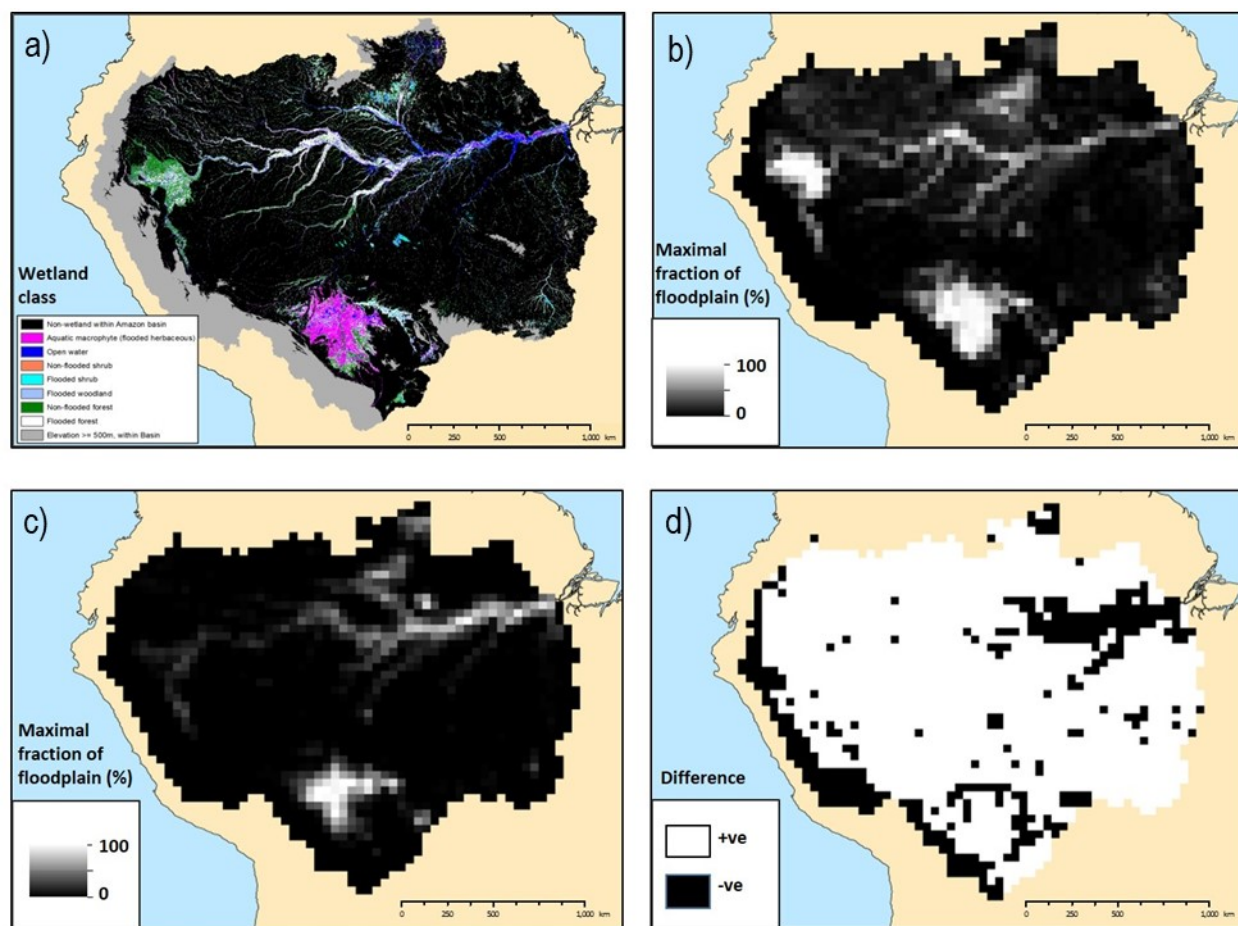 a)
Wetland
class
Non-wetland within Amazon basin
Aquatic macrophyte (flooded herbaceous)
Open water
Non-flooded shrub
Flooded shrub
Flooded woodland
Non-flooded forest
Flooded forest
Elevation >= 500m, within Basin
0 250 500 1,000 km
b)
Maximal
fraction of
floodplain (%)
100
0
0 250 500 1,000 km
c)
Maximal
fraction of
floodplain (%)
100
0
0 250 500 1,000 km
d)
Difference
+ve
-ve
0 250 500 1,000 km